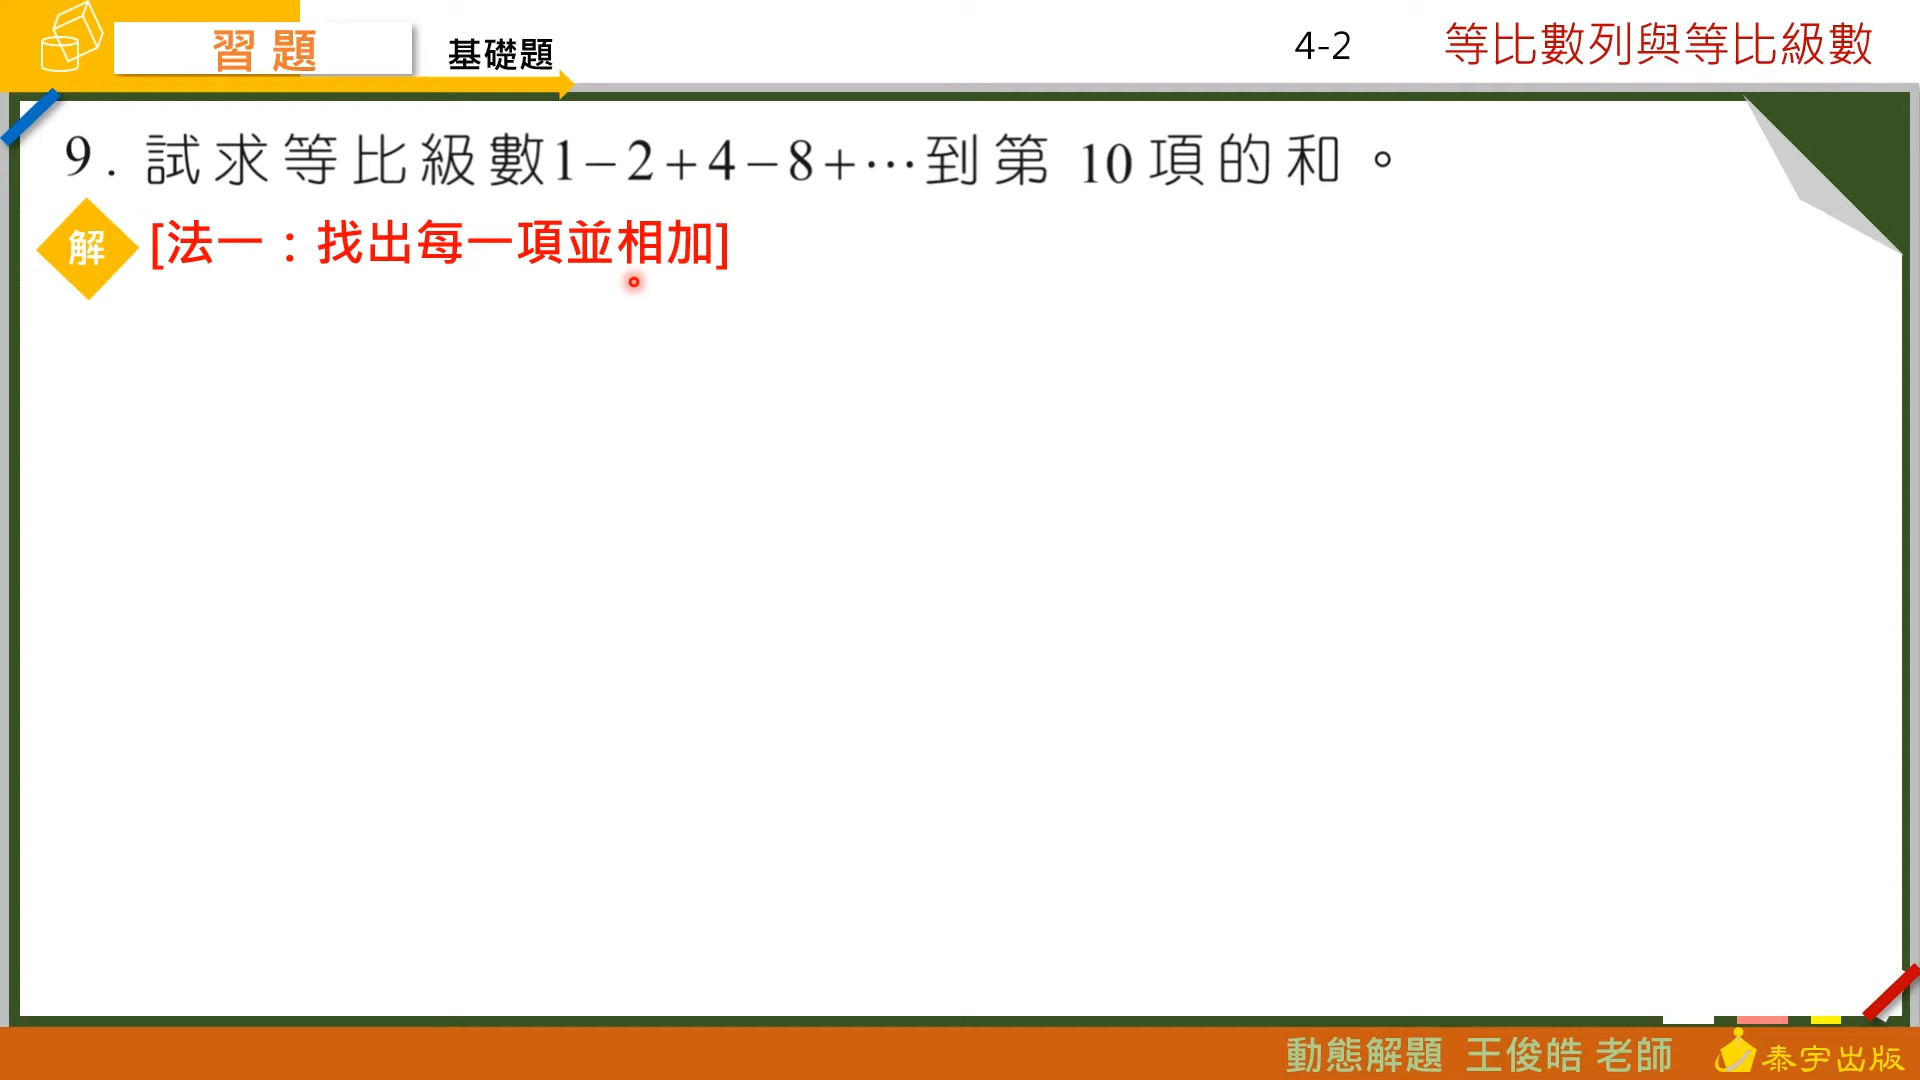 習題
基礎題
4-2 等比數列與等比級數
9. 試求等比級數1−2+4−8+⋯到第 10 項的和。
解 [法一：找出每一項並相加]
動態解題 王俊皓 老師
泰宇出版